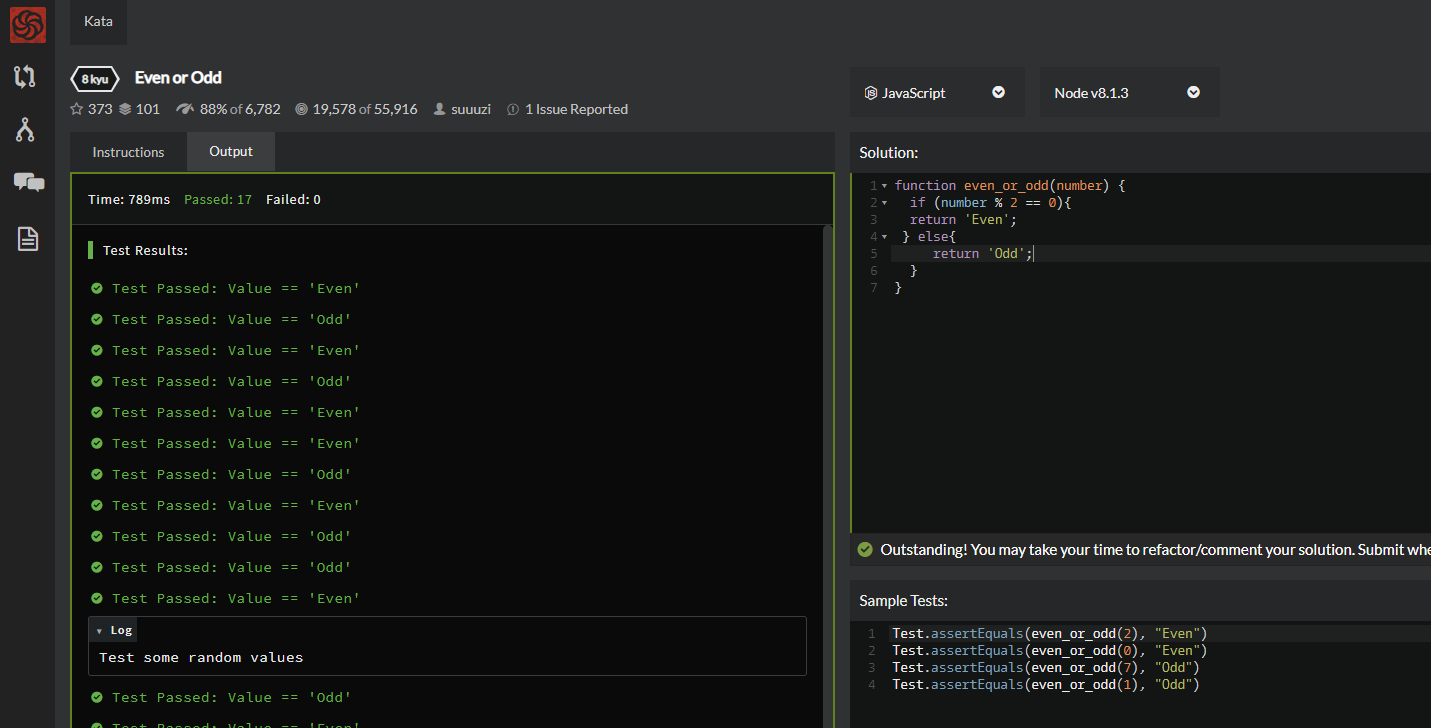 Kata
8 kyu Even or Odd
373 101 88% of 6,782 19,578 of 55,916 suuuzi 1 Issue Reported
JavaScript
Node v8.1.3
Instructions
Output
Time: 789ms Passed: 17 Failed: 0
Test Results:
Test Passed: Value == 'Even'
Test Passed: Value == 'Odd'
Test Passed: Value == 'Even'
Test Passed: Value == 'Odd'
Test Passed: Value == 'Even'
Test Passed: Value == 'Even'
Test Passed: Value == 'Odd'
Test Passed: Value == 'Even'
Test Passed: Value == 'Odd'
Test Passed: Value == 'Odd'
Test Passed: Value == 'Even'
Log
Test some random values
Test Passed: Value == 'Odd'
Test Passed: Value == 'Even'
Solution:
1 function even_or_odd(number) {
2 if (number % 2 == 0){
3 return 'Even';
4 } else{
5 return 'Odd';
6 }
7 }
Outstanding! You may take your time to refactor/comment your solution. Submit whe
Sample Tests:
1 Test.assertEquals(even_or_odd(2), "Even")
2 Test.assertEquals(even_or_odd(0), "Even")
3 Test.assertEquals(even_or_odd(7), "Odd")
4 Test.assertEquals(even_or_odd(1), "Odd")